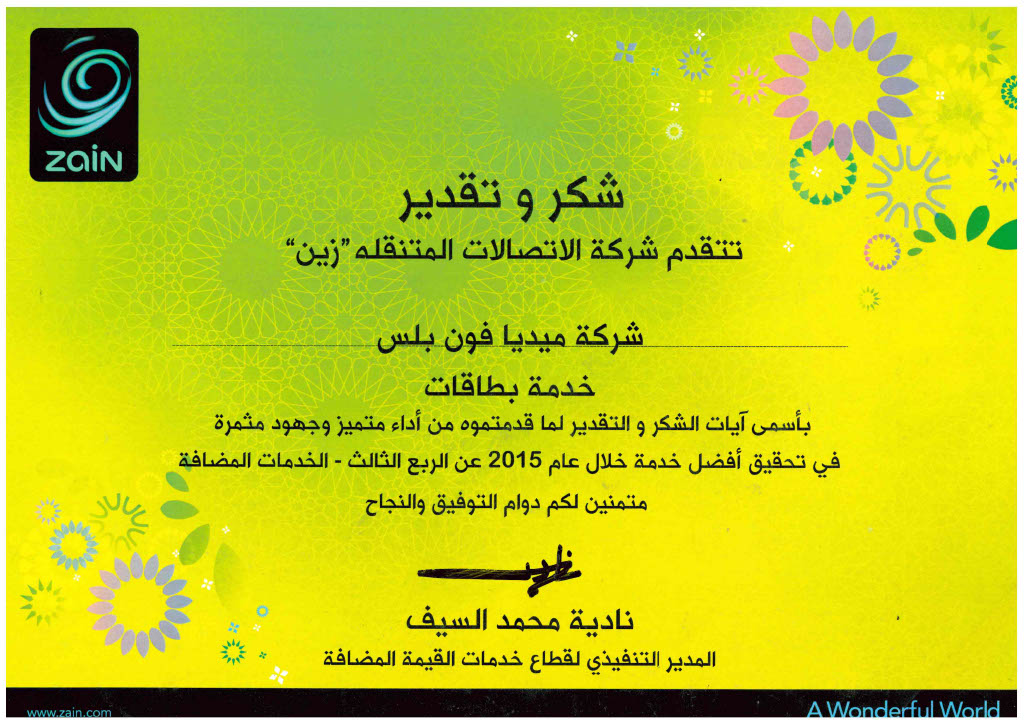 zain
شكر و تقدير
تتقدم شركة الاتصالات المتنقله "زين"
شركة ميديا فون بلس
خدمة بطاقات
بأسمى آيات الشكر و التقدير لما قدمتموه من أداء متميز وجهود مثمرة
في تحقيق أفضل خدمة خلال عام 2015 عن الربع الثالث - الخدمات المضافة
متمنين لكم دوام التوفيق والنجاح
نادية محمد السيف
المدير التنفيذي لقطاع خدمات القيمة المضافة
www.zain.com
A Wonderful World